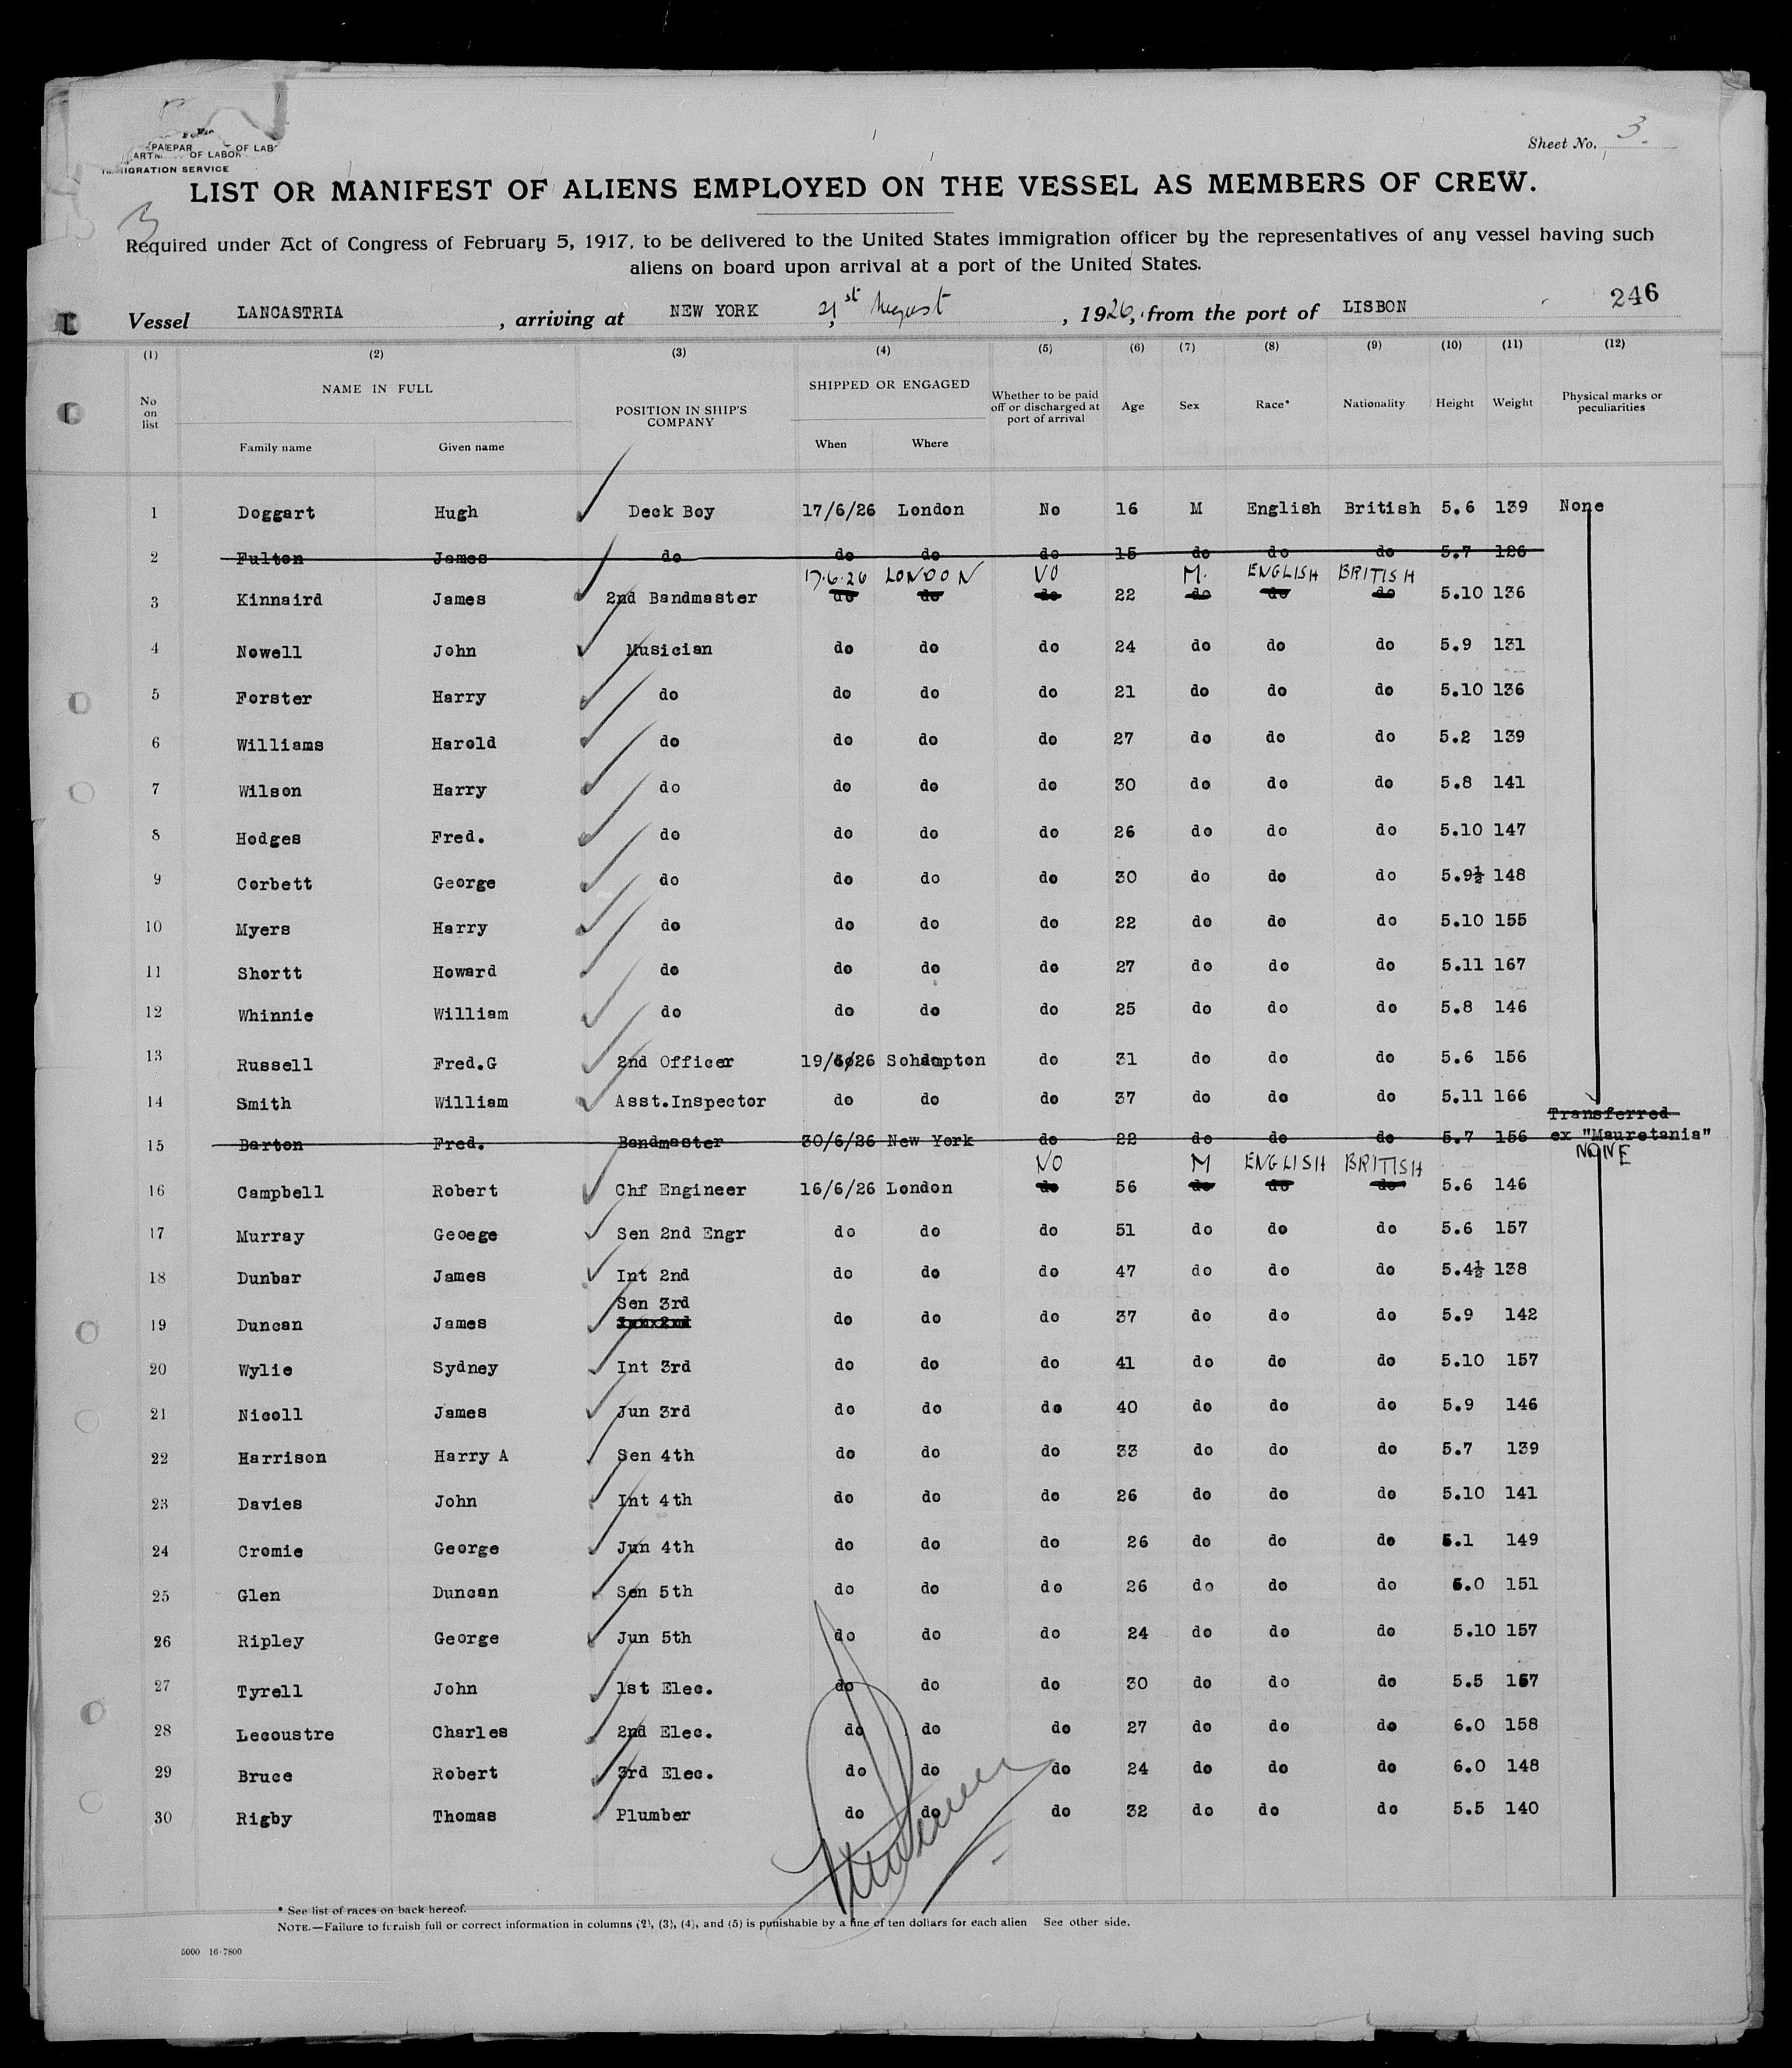 OF LABOR
IMMIGRATION SERVICE
Sheet No. 3.
LIST OR MANIFEST OF ALIENS EMPLOYED ON THE VESSEL AS MEMBERS OF CREW.
3
Required under Act of Congress of February 5, 1917, to be delivered to the United States immigration officer by the representatives of any vessel having such
aliens on board upon arrival at a port of the United States.
246
Vessel LANCASTRIA, arriving at NEW YORK 21st August, 1926, from the port of LISBON
(1) (2) (3) (4) (5) (6) (7) (8) (9) (10) (11) (12)
No on list NAME IN FULL Family name Given name POSITION IN SHIP'S COMPANY SHIPPED OR ENGAGED When Where Whether to be paid off or discharged at port of arrival Age Sex Race* Nationality Height Weight Physical marks or peculiarities
1 Doggart Hugh Deck Boy 17/6/26 London No 16 M English British 5.6 139 None
2 Fulton James do do do do 15 do do do 5.7 126
17.6.26 LONDON NO M. ENGLISH BRITISH
3 Kinnaird James 2nd Bandmaster do do do 22 do do do 5.10 136
4 Nowell John Musician do do do 24 do do do 5.9 131
5 Forster Harry do do do do 21 do do do 5.10 136
6 Williams Harold do do do do 27 do do do 5.2 139
7 Wilson Harry do do do do 30 do do do 5.8 141
8 Hodges Fred. do do do do 26 do do do 5.10 147
9 Corbett George do do do do 30 do do do 5.9½ 148
10 Myers Harry do do do do 22 do do do 5.10 155
11 Shortt Howard do do do do 27 do do do 5.11 167
12 Whinnie William do do do do 25 do do do 5.8 146
13 Russell Fred.G 2nd Officer 19/6/26 Sohampton do 31 do do do 5.6 156
14 Smith William Asst.Inspector do do do 37 do do do 5.11 166
Transferred
15 Barton Fred. Bandmaster 30/6/26 New York do 22 do do do 5.7 156 ex "Mauretania"
NO M ENGLISH BRITISH NONE
16 Campbell Robert Chf Engineer 16/6/26 London do 56 do do do 5.6 146
17 Murray Geoege Sen 2nd Engr do do do 51 do do do 5.6 157
18 Dunbar James Int 2nd do do do 47 do do do 5.4½ 138
Sen 3rd
19 Duncan James Jun 2nd do do do 37 do do do 5.9 142
20 Wylie Sydney Int 3rd do do do 41 do do do 5.10 157
21 Nicoll James Jun 3rd do do do 40 do do do 5.9 146
22 Harrison Harry A Sen 4th do do do 33 do do do 5.7 139
23 Davies John Int 4th do do do 26 do do do 5.10 141
24 Cromie George Jun 4th do do do 26 do do do 5.1 149
25 Glen Duncan Sen 5th do do do 26 do do do 6.0 151
26 Ripley George Jun 5th do do do 24 do do do 5.10 157
27 Tyrell John 1st Elec. do do do 30 do do do 5.5 157
28 Lecoustre Charles 2nd Elec. do do do 27 do do do 6.0 158
29 Bruce Robert 3rd Elec. do do do 24 do do do 6.0 148
30 Rigby Thomas Plumber do do do 32 do do do 5.5 140
* See list of races on back hereof.
NOTE.—Failure to furnish full or correct information in columns (2), (3), (4), and (5) is punishable by a fine of ten dollars for each alien See other side.
5000 16-7800